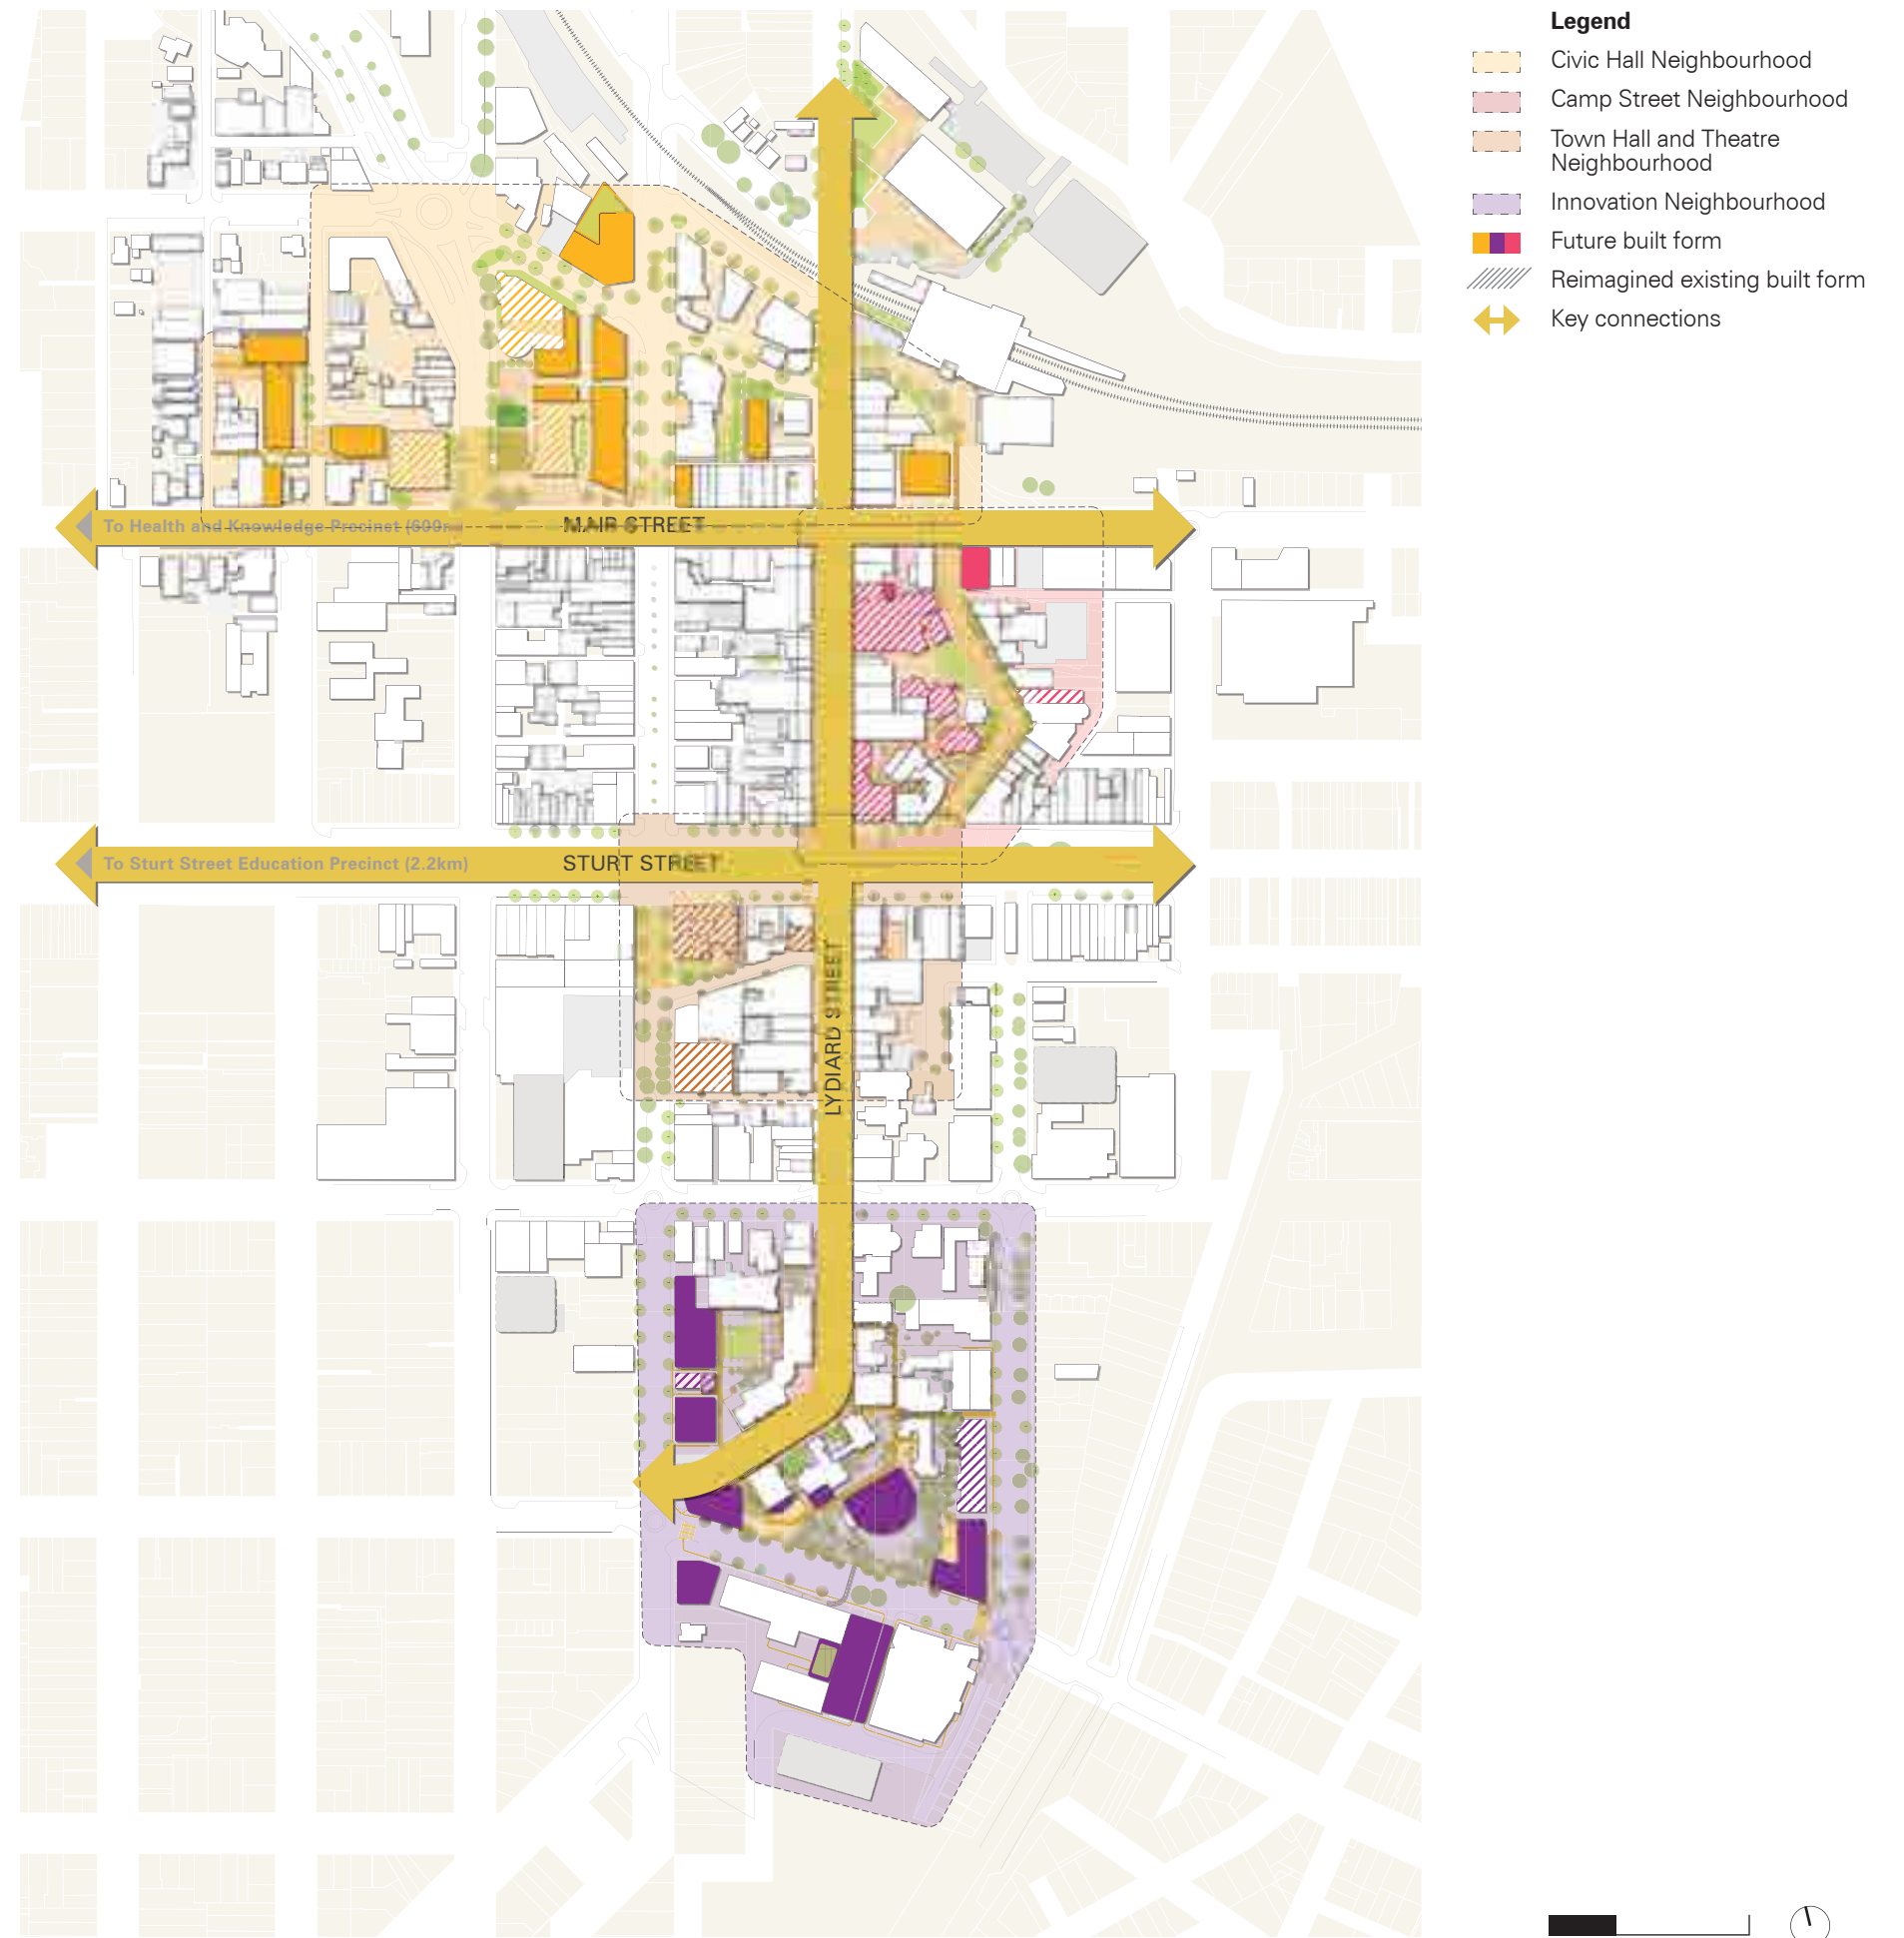 Legend
Civic Hall Neighbourhood
Camp Street Neighbourhood
Town Hall and Theatre
Neighbourhood
Innovation Neighbourhood
Future built form
Reimagined existing built form
Key connections
To Health and Knowledge Precinct (600m
MAIR STREET
To Sturt Street Education Precinct (2.2km)
STURT STREET
LYDIARD STREET